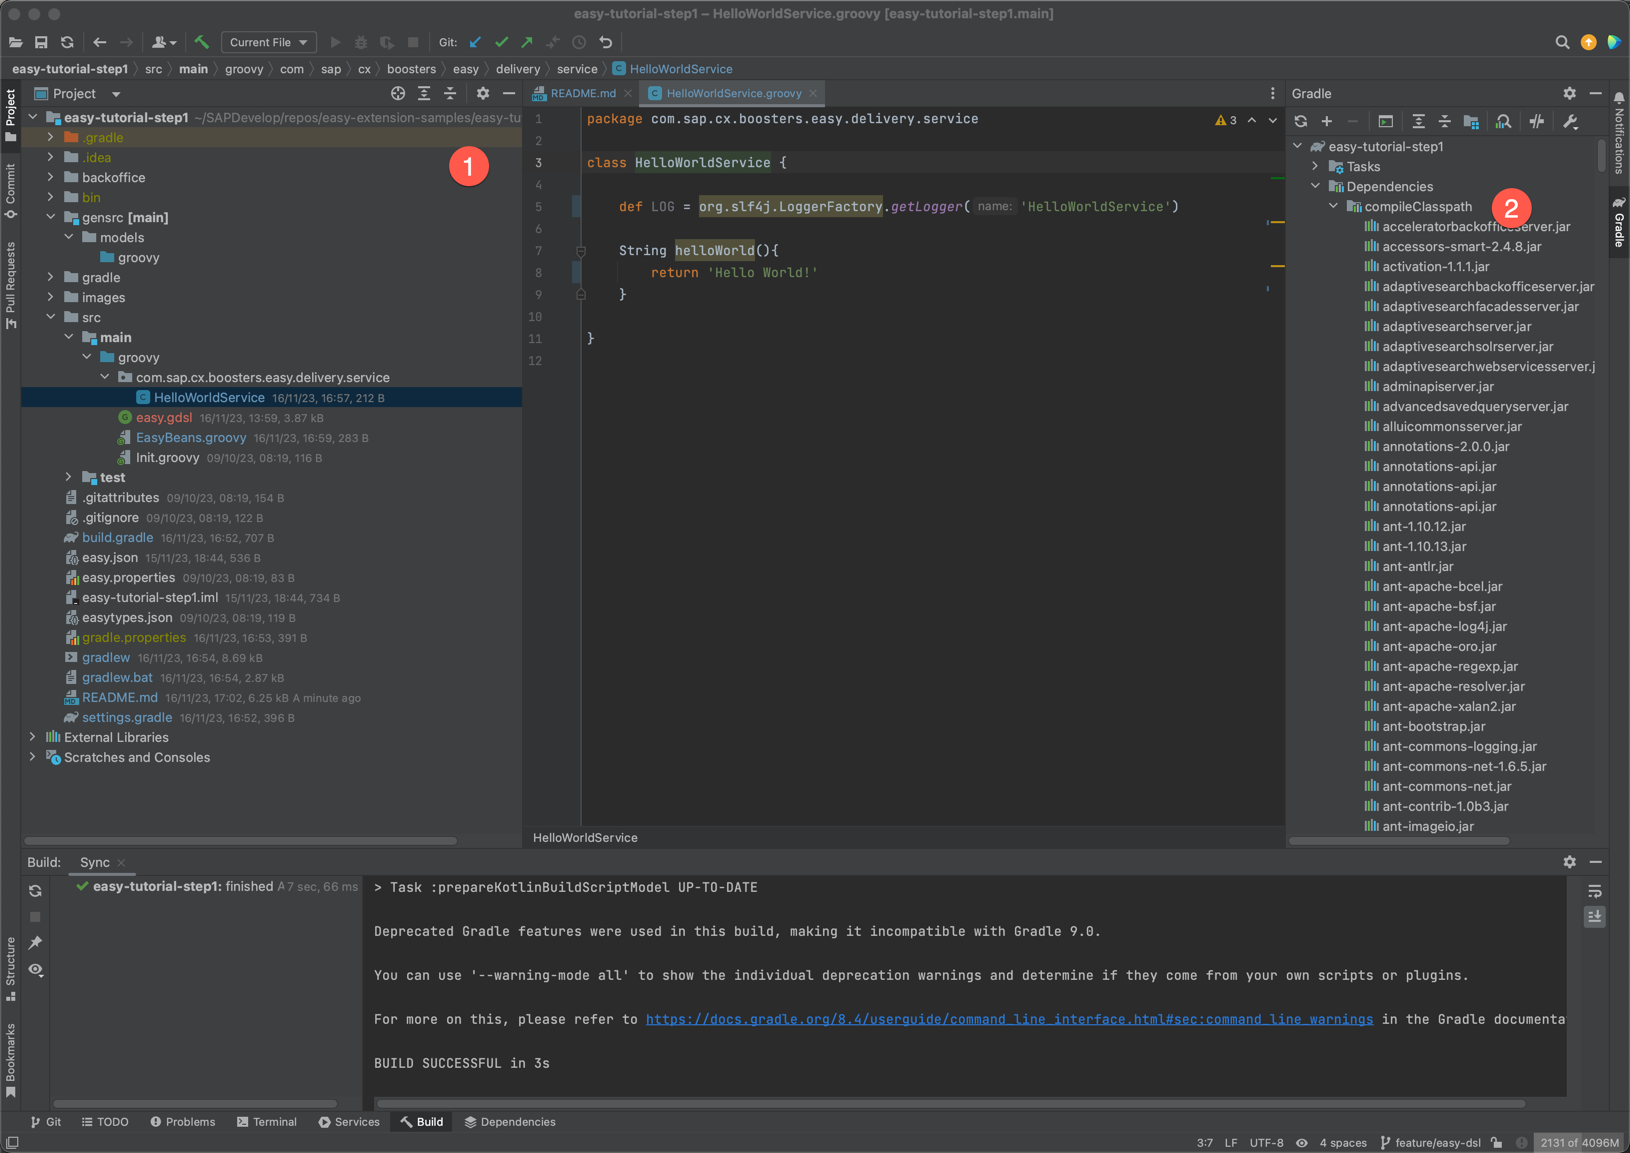 easy-tutorial-step1 – HelloWorldService.groovy [easy-tutorial-step1.main]
Current File
Git:
easy-tutorial-step1 › src › main › groovy › com › sap › cx › boosters › easy › delivery › service › HelloWorldService
Project
README.md
HelloWorldService.groovy
Gradle
Project
Commit
Pull Requests
Structure
Bookmarks
easy-tutorial-step1 ~/SAPDevelop/repos/easy-extension-samples/easy-tu
.gradle
.idea
backoffice
bin
gensrc [main]
models
groovy
gradle
images
src
main
groovy
com.sap.cx.boosters.easy.delivery.service
HelloWorldService 16/11/23, 16:57, 212 B
easy.gdsl 16/11/23, 13:59, 3.87 kB
EasyBeans.groovy 16/11/23, 16:59, 283 B
Init.groovy 09/10/23, 08:19, 116 B
test
.gitattributes 09/10/23, 08:19, 154 B
.gitignore 09/10/23, 08:19, 122 B
build.gradle 16/11/23, 16:52, 707 B
easy.json 15/11/23, 18:44, 536 B
easy.properties 09/10/23, 08:19, 83 B
easy-tutorial-step1.iml 15/11/23, 18:44, 734 B
easytypes.json 09/10/23, 08:19, 119 B
gradle.properties 16/11/23, 16:53, 391 B
gradlew 16/11/23, 16:54, 8.69 kB
gradlew.bat 16/11/23, 16:54, 2.87 kB
README.md 16/11/23, 17:02, 6.25 kB A minute ago
settings.gradle 16/11/23, 16:52, 396 B
External Libraries
Scratches and Consoles
1
1 package com.sap.cx.boosters.easy.delivery.service
3
2
3 class HelloWorldService {
4
5 def LOG = org.slf4j.LoggerFactory.getLogger( name: 'HelloWorldService')
6
7 String helloWorld(){
8 return 'Hello World!'
9 }
10
11 }
12
HelloWorldService
easy-tutorial-step1
Tasks
Dependencies
compileClasspath
2
acceleratorbackofficeserver.jar
accessors-smart-2.4.8.jar
activation-1.1.1.jar
adaptivesearchbackofficeserver.jar
adaptivesearchfacadesserver.jar
adaptivesearchserver.jar
adaptivesearchsolrserver.jar
adaptivesearchwebservicesserver.j
adminapiserver.jar
advancedsavedqueryserver.jar
alluicommonsserver.jar
annotations-2.0.0.jar
annotations-api.jar
annotations-api.jar
annotations-api.jar
ant-1.10.12.jar
ant-1.10.13.jar
ant-antlr.jar
ant-apache-bcel.jar
ant-apache-bsf.jar
ant-apache-log4j.jar
ant-apache-oro.jar
ant-apache-regexp.jar
ant-apache-resolver.jar
ant-apache-xalan2.jar
ant-bootstrap.jar
ant-commons-logging.jar
ant-commons-net-1.6.5.jar
ant-commons-net.jar
ant-contrib-1.0b3.jar
ant-imageio.jar
Notifications
Gradle
Build: Sync
easy-tutorial-step1: finished A 7 sec, 66 ms
> Task :prepareKotlinBuildScriptModel UP-TO-DATE
Deprecated Gradle features were used in this build, making it incompatible with Gradle 9.0.
You can use '--warning-mode all' to show the individual deprecation warnings and determine if they come from your own scripts or plugins.
For more on this, please refer to https://docs.gradle.org/8.4/userguide/command_line_interface.html#sec:command_line_warnings in the Gradle documenta
BUILD SUCCESSFUL in 3s
Git
TODO
Problems
Terminal
Services
Build
Dependencies
3:7 LF UTF-8 4 spaces feature/easy-dsl 2131 of 4096M